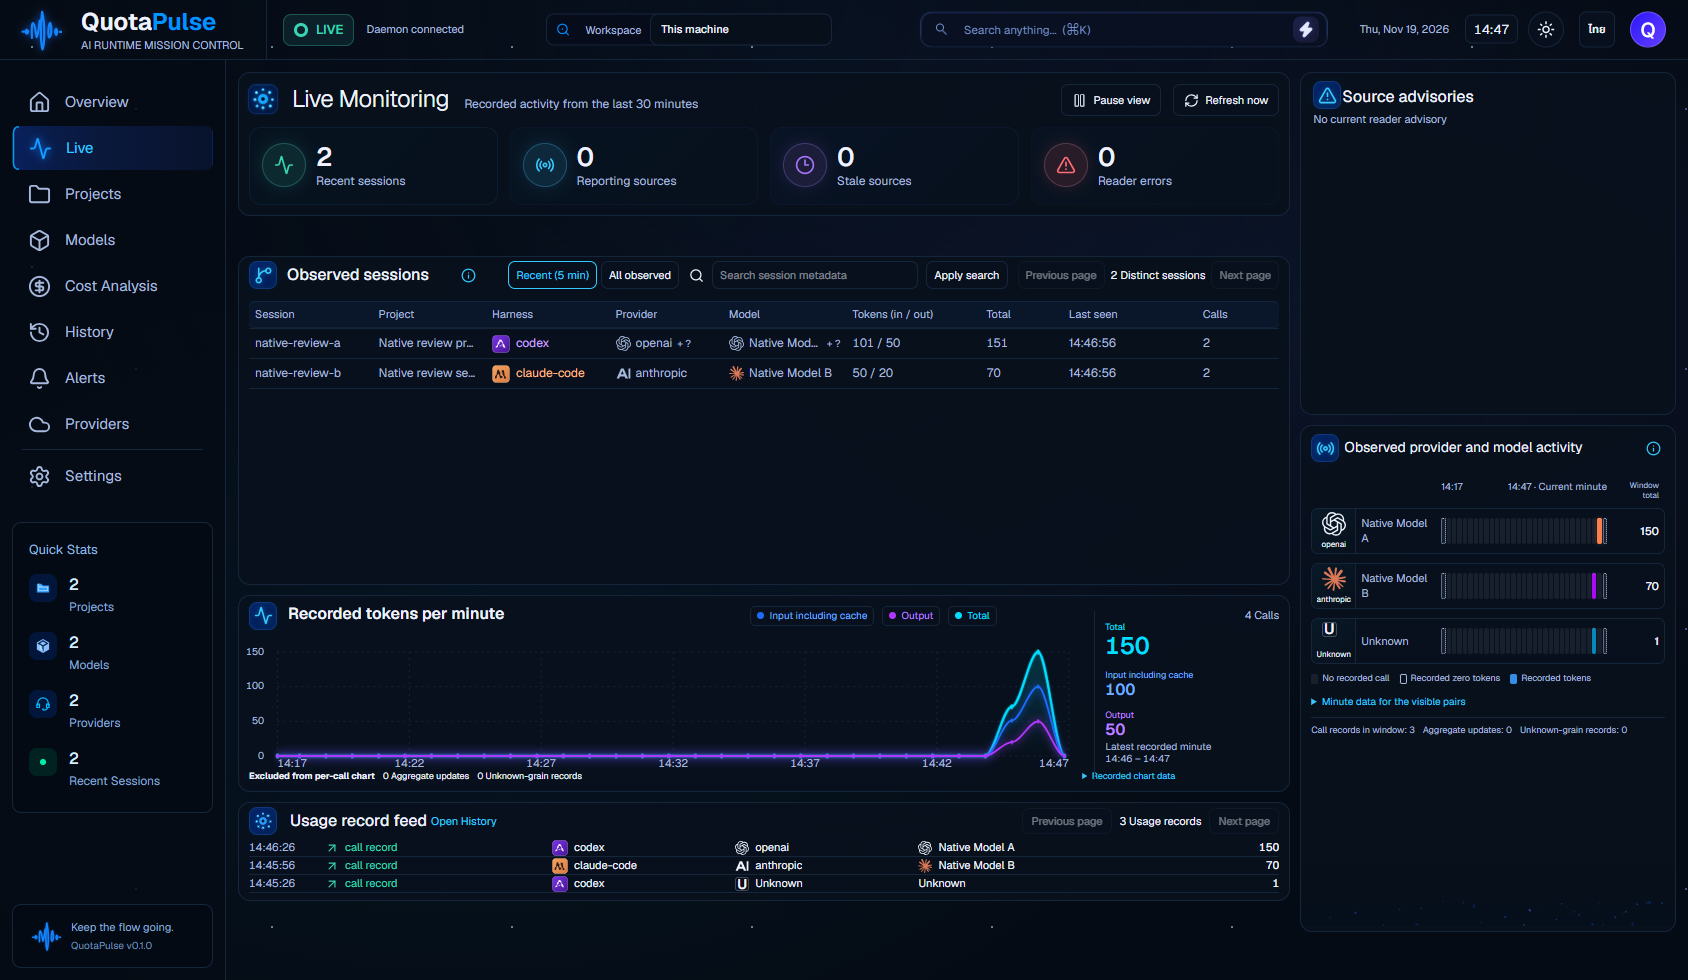 QuotaPulse
AI RUNTIME MISSION CONTROL
LIVE
Daemon connected
Workspace This machine
Search anything... (⌘K)
Thu, Nov 19, 2026
14:47
ไทย
Q
Overview
Live
Projects
Models
Cost Analysis
History
Alerts
Providers
Settings
Quick Stats
2
Projects
2
Models
2
Providers
2
Recent Sessions
Keep the flow going.
QuotaPulse v0.1.0
Live Monitoring
Recorded activity from the last 30 minutes
Pause view
Refresh now
2
Recent sessions
0
Reporting sources
0
Stale sources
0
Reader errors
Observed sessions
Recent (5 min)
All observed
Search session metadata
Apply search
Previous page
2 Distinct sessions
Next page
Session Project Harness Provider Model Tokens (in / out) Total Last seen Calls
native-review-a Native review pr... codex openai + ? Native Mod... + ? 101 / 50 151 14:46:56 2
native-review-b Native review se... claude-code anthropic Native Model B 50 / 20 70 14:46:56 2
Recorded tokens per minute
Input including cache
Output
Total
4 Calls
150
100
50
0
14:17 14:22 14:27 14:32 14:37 14:42 14:47
Excluded from per-call chart 0 Aggregate updates 0 Unknown-grain records
Total
150
Input including cache
100
Output
50
Latest recorded minute
14:46 – 14:47
Recorded chart data
Usage record feed Open History
Previous page
3 Usage records
Next page
14:46:26 call record codex openai Native Model A 150
14:45:56 call record claude-code anthropic Native Model B 70
14:45:26 call record codex Unknown Unknown 1
Source advisories
No current reader advisory
Observed provider and model activity
14:17 14:47 · Current minute Window total
openai Native Model A 150
anthropic Native Model B 70
Unknown Unknown 1
No recorded call Recorded zero tokens Recorded tokens
Minute data for the visible pairs
Call records in window: 3 Aggregate updates: 0 Unknown-grain records: 0